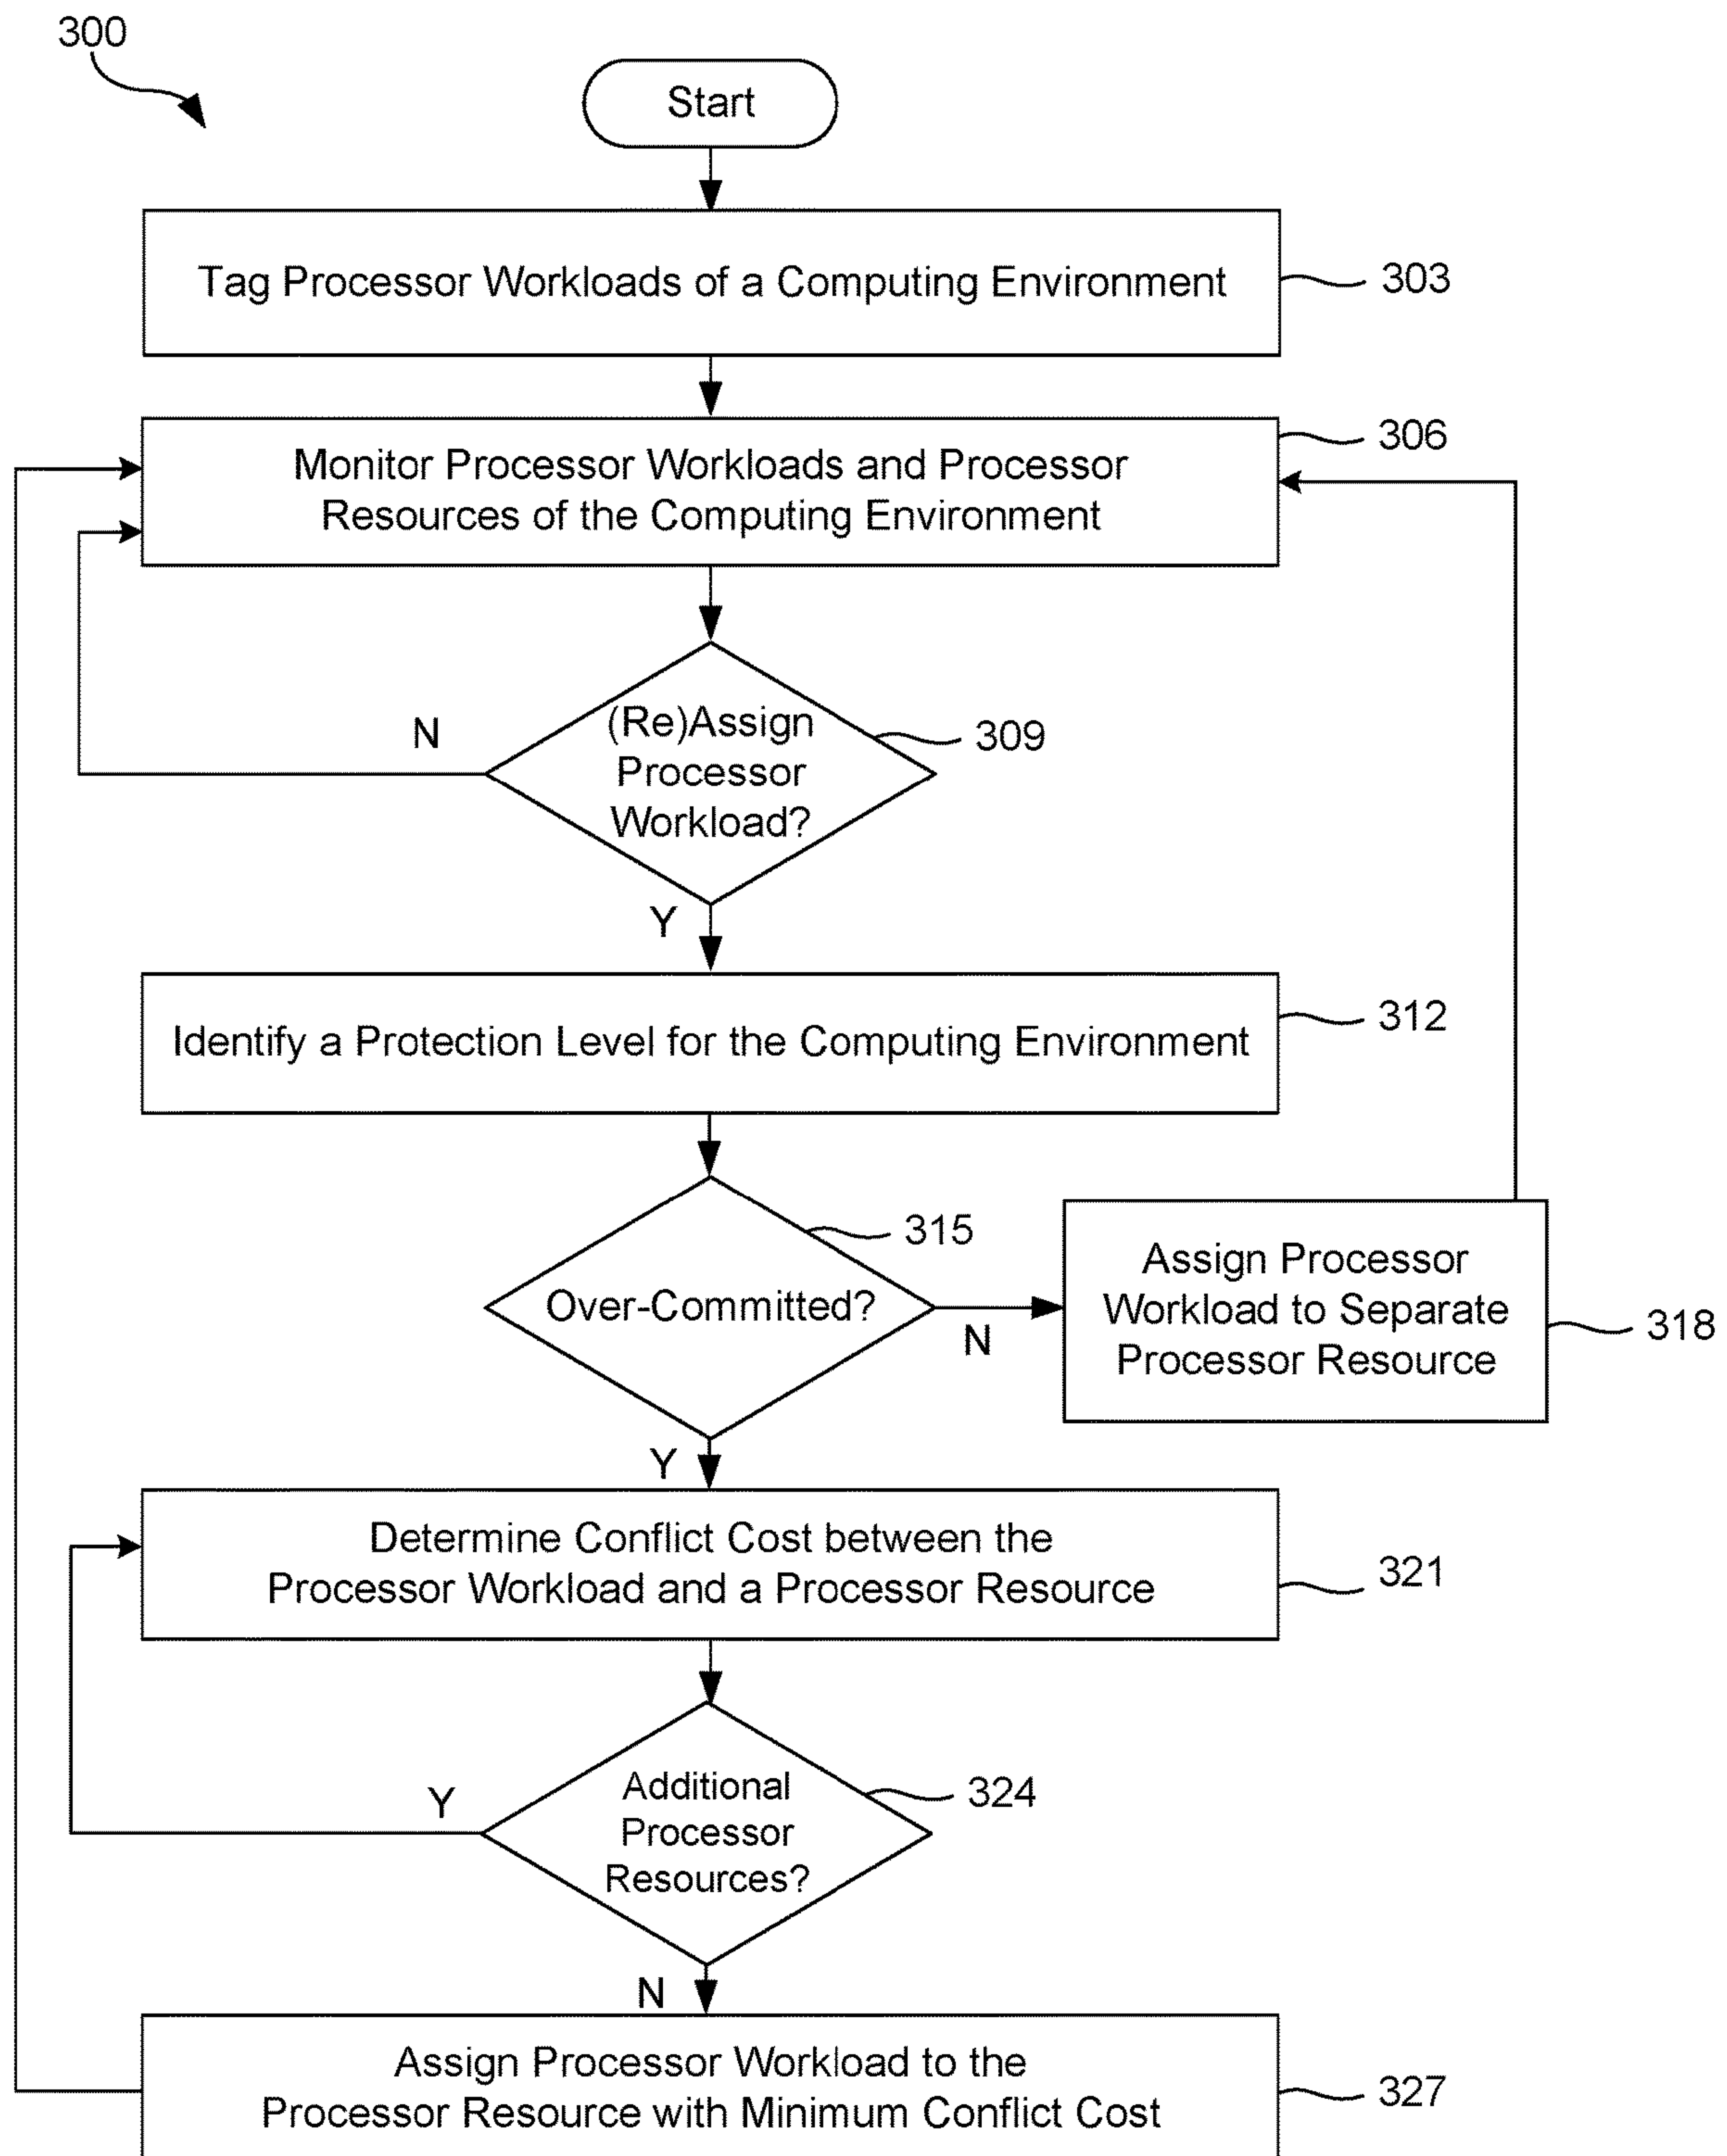 300
Start
Tag Processor Workloads of a Computing Environment
303
Monitor Processor Workloads and Processor
Resources of the Computing Environment
306
(Re)Assign
Processor
Workload?
309
N
Y
Identify a Protection Level for the Computing Environment
312
Over-Committed?
315
N
Assign Processor
Workload to Separate
Processor Resource
318
Y
Determine Conflict Cost between the
Processor Workload and a Processor Resource
321
Additional
Processor
Resources?
324
Y
N
Assign Processor Workload to the
Processor Resource with Minimum Conflict Cost
327